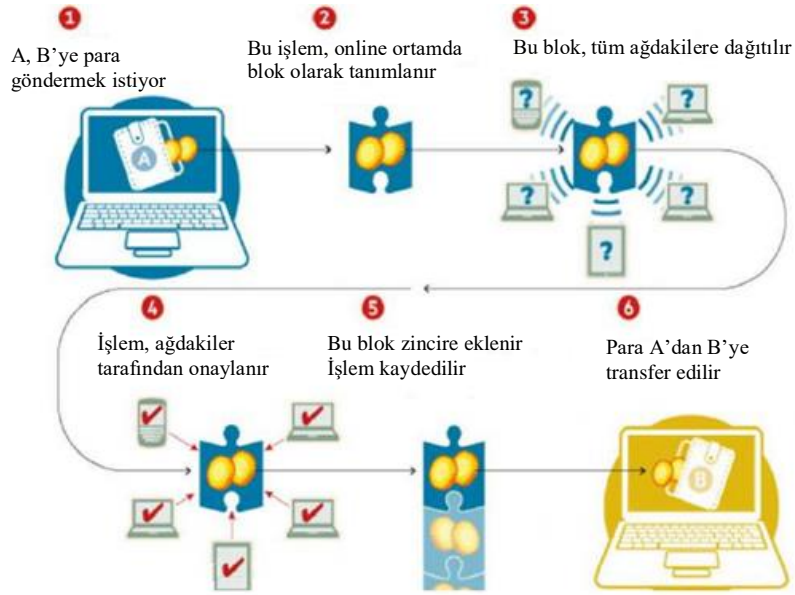 1
A, B’ye para
göndermek istiyor
2
Bu işlem, online ortamda
blok olarak tanımlanır
3
Bu blok, tüm ağdakilere dağıtılır
A
?
?
?
?
?
4
İşlem, ağdakiler
tarafından onaylanır
5
Bu blok zincire eklenir
İşlem kaydedilir
6
Para A’dan B’ye
transfer edilir
B